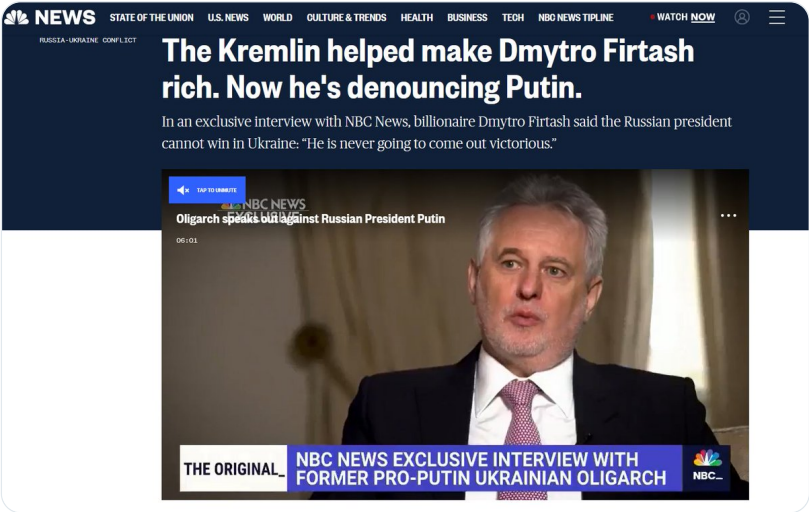 NEWS STATE OF THE UNION U.S. NEWS WORLD CULTURE & TRENDS HEALTH BUSINESS TECH NBC NEWS TIPLINE WATCH NOW
RUSSIA-UKRAINE CONFLICT
The Kremlin helped make Dmytro Firtash
rich. Now he's denouncing Putin.
In an exclusive interview with NBC News, billionaire Dmytro Firtash said the Russian president
cannot win in Ukraine: “He is never going to come out victorious.”
TAP TO UNMUTE
NBC NEWS
EXCLUSIVE
Oligarch speaks out against Russian President Putin
06:01
THE ORIGINAL_
NBC NEWS EXCLUSIVE INTERVIEW WITH
FORMER PRO-PUTIN UKRAINIAN OLIGARCH
NBC_